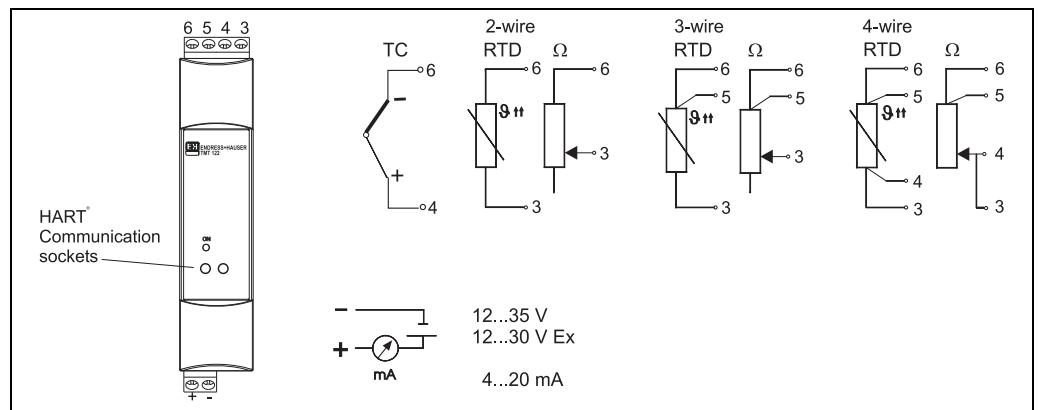 6 5 4 3
ENDRESS+HAUSER
TMT 122
HART®
Communication
sockets
ON
+ -
TC
6
-
+
4
2-wire
RTD Ω
6 6
ϑ
3
3
3-wire
RTD Ω
6 6
5 5
ϑ
3
3
4-wire
RTD Ω
6 6
5 5
ϑ
4
4
3 3
- 12...35 V
12...30 V Ex
+
mA
4...20 mA